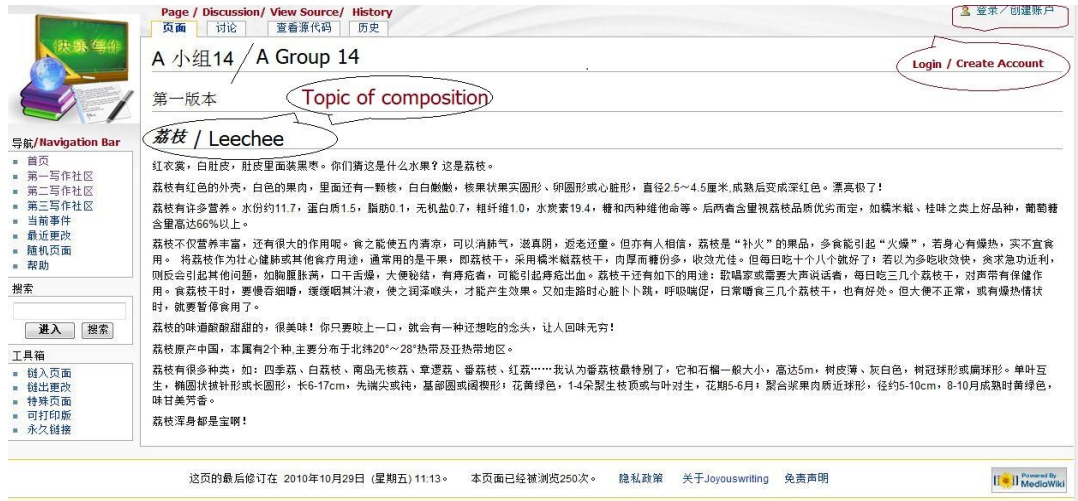 快乐写作
Page / Discussion/ View Source/ History
页面 讨论 查看源代码 历史
登录／创建账户
Login / Create Account
A 小组14 / A Group 14
第一版本
Topic of composition
荔枝 / Leechee
红衣裳，白肚皮，肚皮里面装黑枣。你们猜这是什么水果？这是荔枝。
荔枝有红色的外壳，白色的果肉，里面还有一颗核，白白嫩嫩，核果状果实圆形、卵圆形或心脏形，直径2.5～4.5厘米,成熟后变成深红色。漂亮极了！
荔枝有许多营养。水份约11.7，蛋白质1.5，脂肪0.1，无机盐0.7，粗纤维1.0，水炭素19.4，糖和丙种维他命等。后两者含量视荔枝品质优劣而定，如糯米糍、桂味之类上好品种，葡萄糖
含量高达66%以上。
荔枝不仅营养丰富，还有很大的作用呢。食之能使五内清凉，可以消肺气，滋真阴，返老还童。但亦有人相信，荔枝是“补火”的果品，多食能引起“火爆”，若身心有燥热，实不宜食
用。 将荔枝作为壮心健肺或其他食疗用途，通常用的是干果，即荔枝干，采用糯米糍荔枝干，肉厚而糖份多，收效尤佳。但每日吃十个八个就好了；若以为多吃收效快，贪求急功近利，
则反会引起其他问题，如胸腘胀满，口干舌燥，大便秘结，有痔疮者，可能引起痔疮出血。荔枝干还有如下的用途：歌唱家或需要大声说话者，每日吃三几个荔枝干，对声带有保健作
用。食荔枝干时，要慢吞细嚼，缓缓咽其汁液，使之润泽喉头，才能产生效果。又如走路时心脏卜卜跳，呼吸喘促，日常嚼食三几个荔枝干，也有好处。但大便不正常，或有燥热情状
时，就要暂停食用了。
荔枝的味道酸酸甜甜的，很美味！你只要咬上一口，就会有一种还想吃的念头，让人回味无穷！
荔枝原产中国，本属有2个种,主要分布于北纬20°～28°热带及亚热带地区。
荔枝有很多种类，如：四季荔、白荔枝、南岛无核荔、章逻荔、番荔枝、红荔……我认为番荔枝最特别了，它和石榴一般大小，高达5m，树皮薄、灰白色，树冠球形或扁球形。单叶互
生，椭圆状披针形或长圆形，长6-17cm，先端尖或钝，基部圆或阔楔形；花黄绿色，1-4朵聚生枝顶或与叶对生，花期5-6月；聚合浆果肉质近球形，径约5-10cm，8-10月成熟时黄绿色，
味甘美芳香。
荔枝浑身都是宝啊！
导航/Navigation Bar
首页
第一写作社区
第二写作社区
第三写作社区
当前事件
最近更改
随机页面
帮助
搜索
进入 搜索
工具箱
链入页面
链出更改
特殊页面
可打印版
永久链接
这页的最后修订在 2010年10月29日 (星期五) 11:13。 本页面已经被浏览250次。 隐私政策 关于Joyouswriting 免责声明
Powered By
MediaWiki